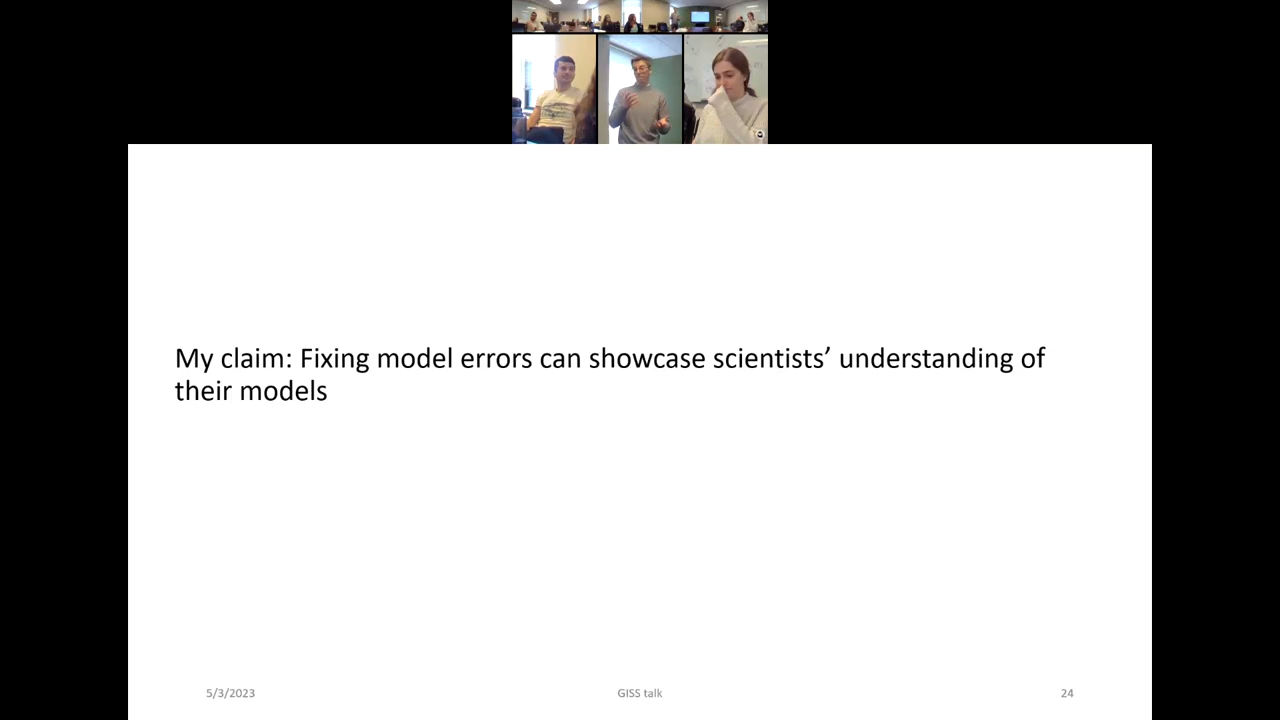 My claim: Fixing model errors can showcase scientists’ understanding of
their models
5/3/2023
GISS talk
24